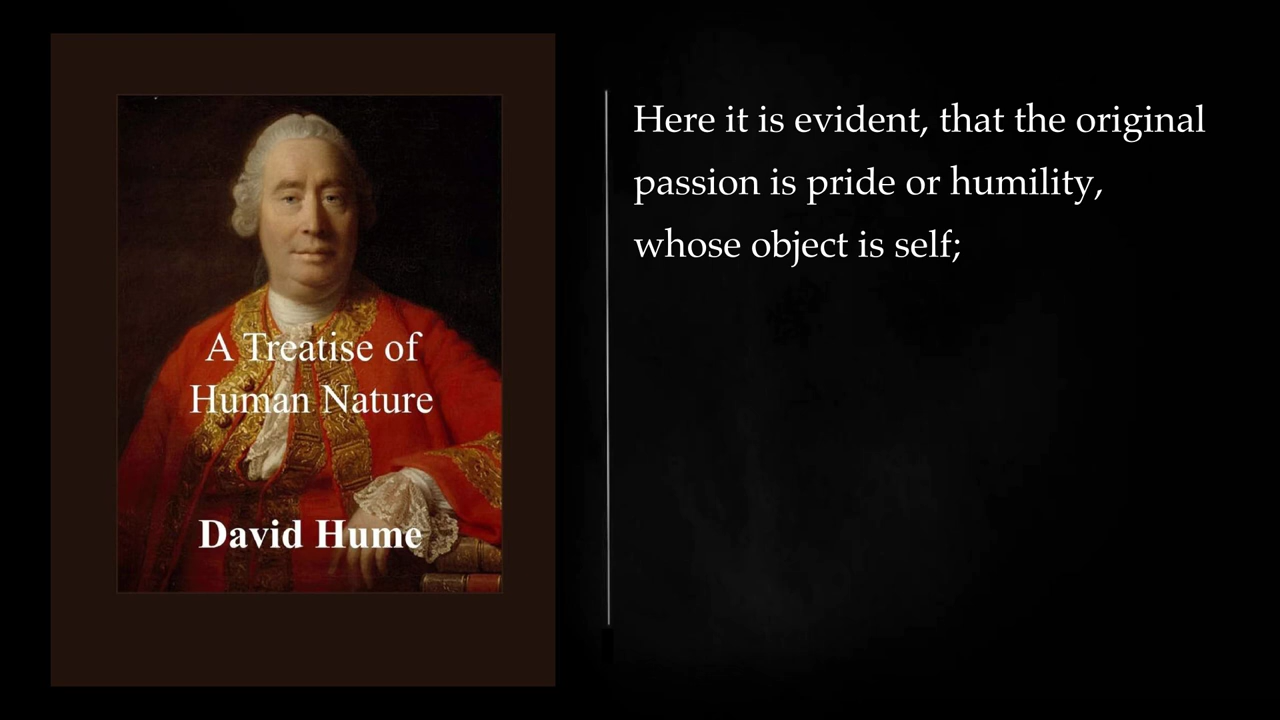 A Treatise of
Human Nature
David Hume
Here it is evident, that the original
passion is pride or humility,
whose object is self;